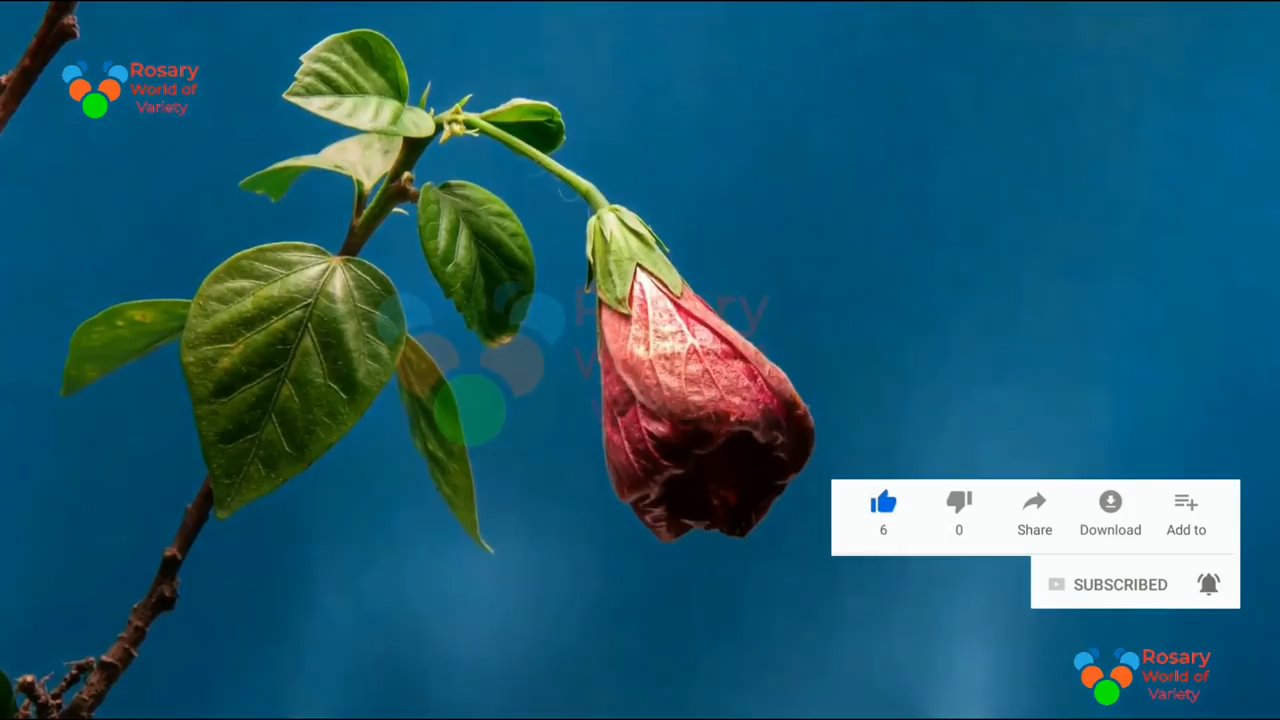 Rosary
World of
Variety
6
0
Share
Download
Add to
SUBSCRIBED
Rosary
World of
Variety